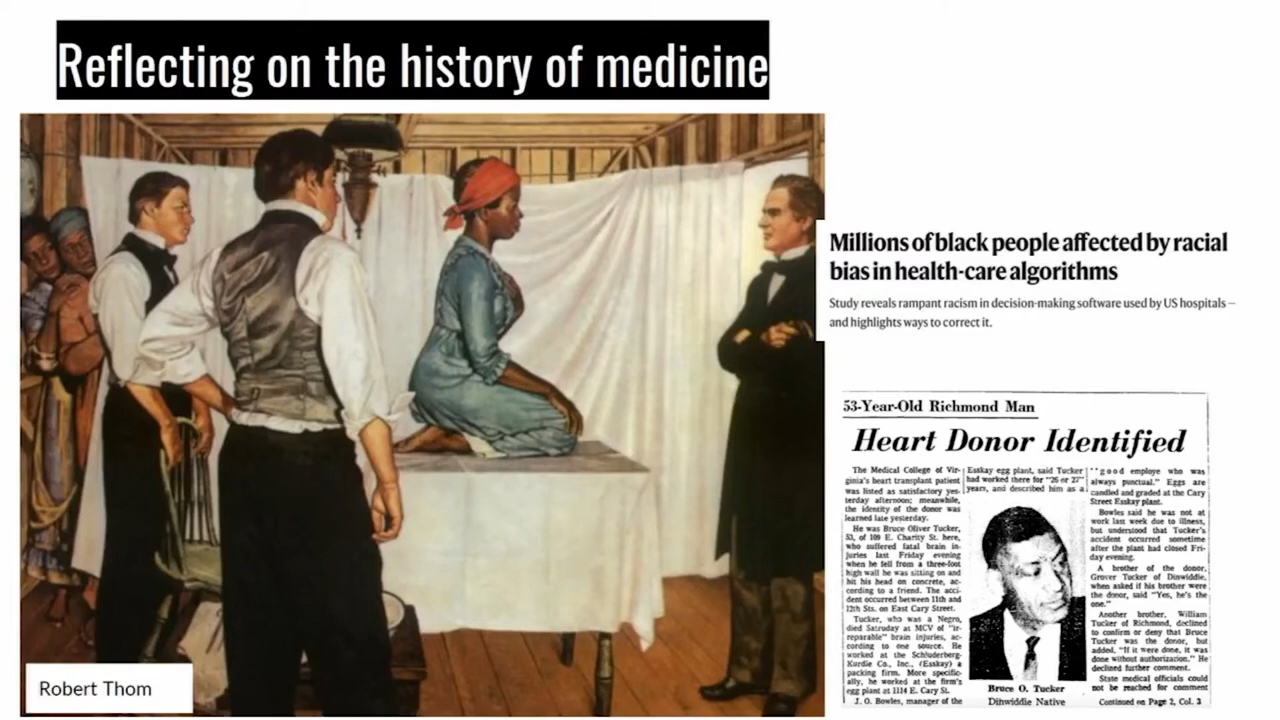 Reflecting on the history of medicine
Millions of black people affected by racial
bias in health-care algorithms
Study reveals rampant racism in decision-making software used by US hospitals —
and highlights ways to correct it.
53-Year-Old Richmond Man
Heart Donor Identified
The Medical College of Vir-
ginia's heart transplant patient
was listed as satisfactory yes-
terday afternoon; meanwhile,
the identity of the donor was
learned late yesterday.
He was Bruce Oliver Tucker,
53, of 109 E. Charity St. here,
who suffered fatal brain in-
juries last Friday evening
when he fell from a three-foot
high wall he was sitting on and
hit his head on concrete, ac-
cording to a friend. The acci-
dent occurred between 11th and
12th Sts. on East Cary Street.
Tucker, who was a Negro,
died Satruday at MCV of "ir-
reparable" brain injuries, ac-
cording to one source. He
worked at the Schluderberg-
Kurdle Co., Inc., (Esskay) a
packing firm. More specific-
ally, he worked at the firm's
egg plant at 1114 E. Cary St.
J. O. Bowles, manager of the
Esskay egg plant, said Tucker
had worked there for "26 or 27"
years, and described him as a
"good employe who was
always punctual." Eggs are
candled and graded at the Cary
Street Esskay plant.
Bowles said he was not at
work last week due to illness,
but understood that Tucker's
accident occurred sometime
after the plant had closed Fri-
day evening.
A brother of the donor,
Grover Tucker of Dinwiddie,
when asked if his brother were
the donor, said "Yes, he's the
one."
Another brother, William
Tucker of Richmond, declined
to confirm or deny that Bruce
Tucker was the donor, but
added, "If it were done, it was
done without authorization." He
declined further comment.
State medical officials could
not be reached for comment
Continued on Page 2, Col. 3
Bruce O. Tucker
Dinwiddie Native
Robert Thom